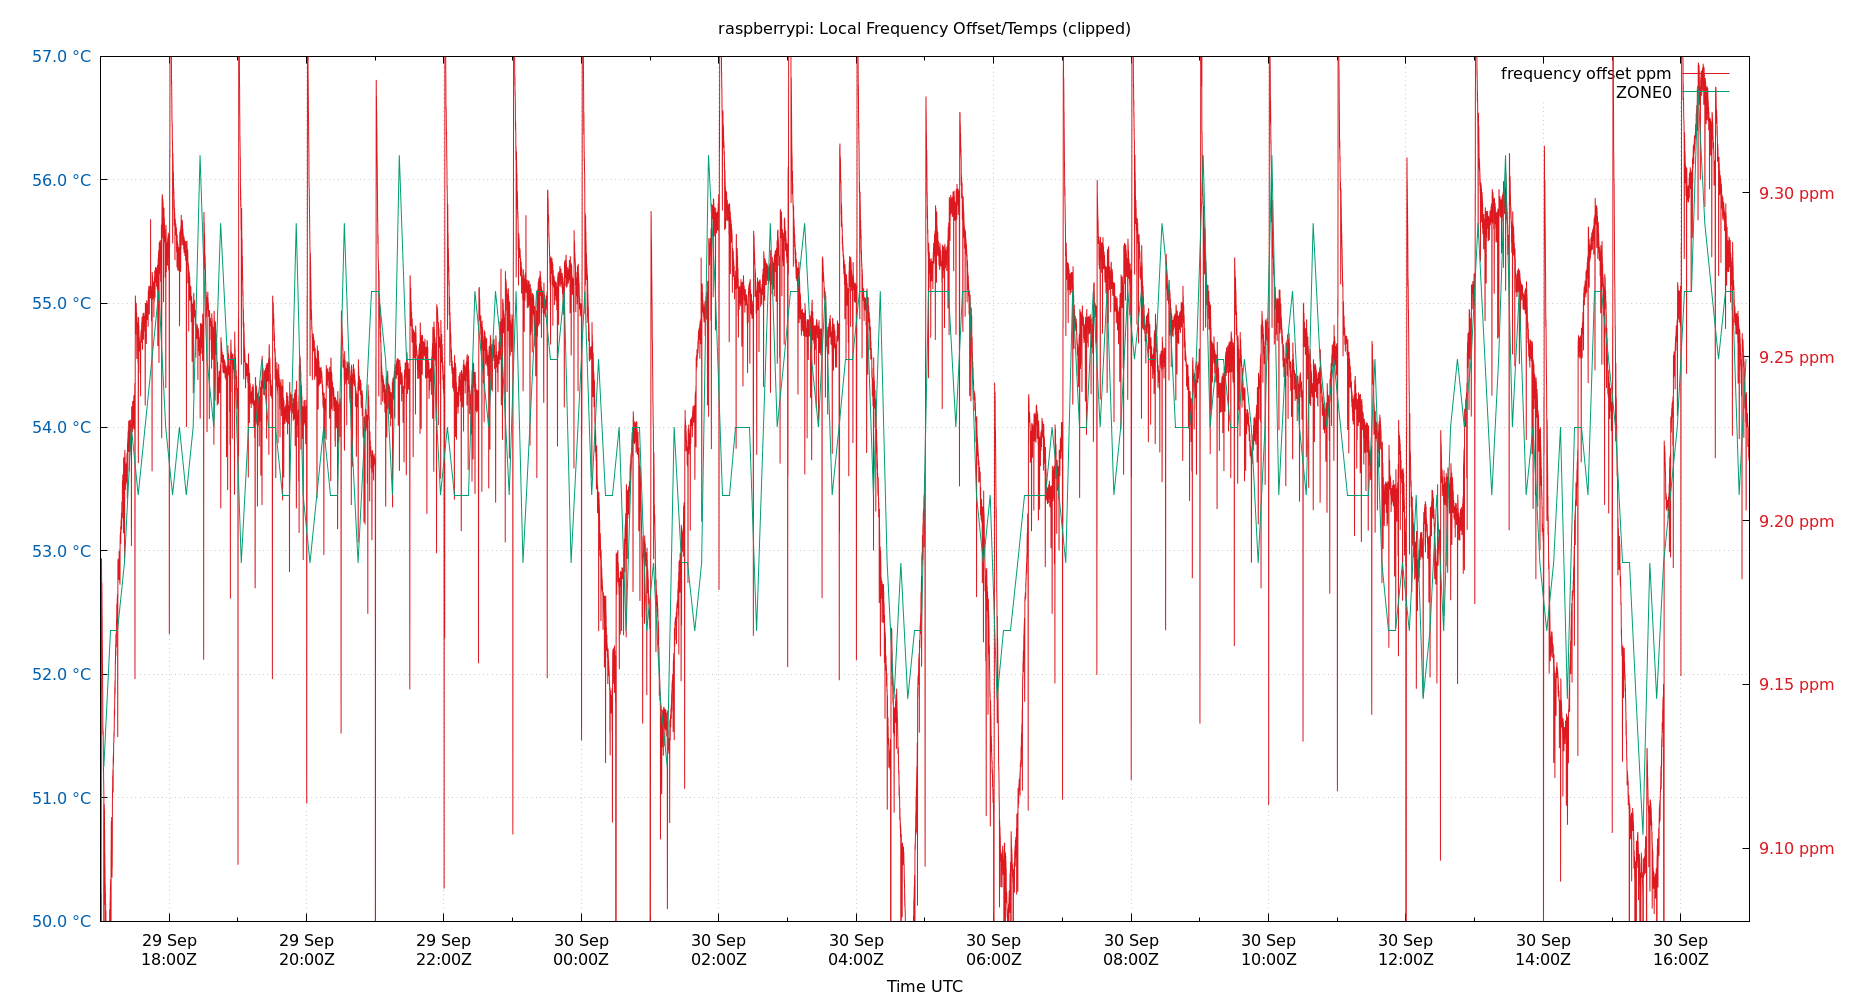 raspberrypi: Local Frequency Offset/Temps (clipped)
frequency offset ppm
ZONE0
57.0 °C
56.0 °C
55.0 °C
54.0 °C
53.0 °C
52.0 °C
51.0 °C
50.0 °C
9.30 ppm
9.25 ppm
9.20 ppm
9.15 ppm
9.10 ppm
29 Sep
18:00Z
29 Sep
20:00Z
29 Sep
22:00Z
30 Sep
00:00Z
30 Sep
02:00Z
30 Sep
04:00Z
30 Sep
06:00Z
30 Sep
08:00Z
30 Sep
10:00Z
30 Sep
12:00Z
30 Sep
14:00Z
30 Sep
16:00Z
Time UTC